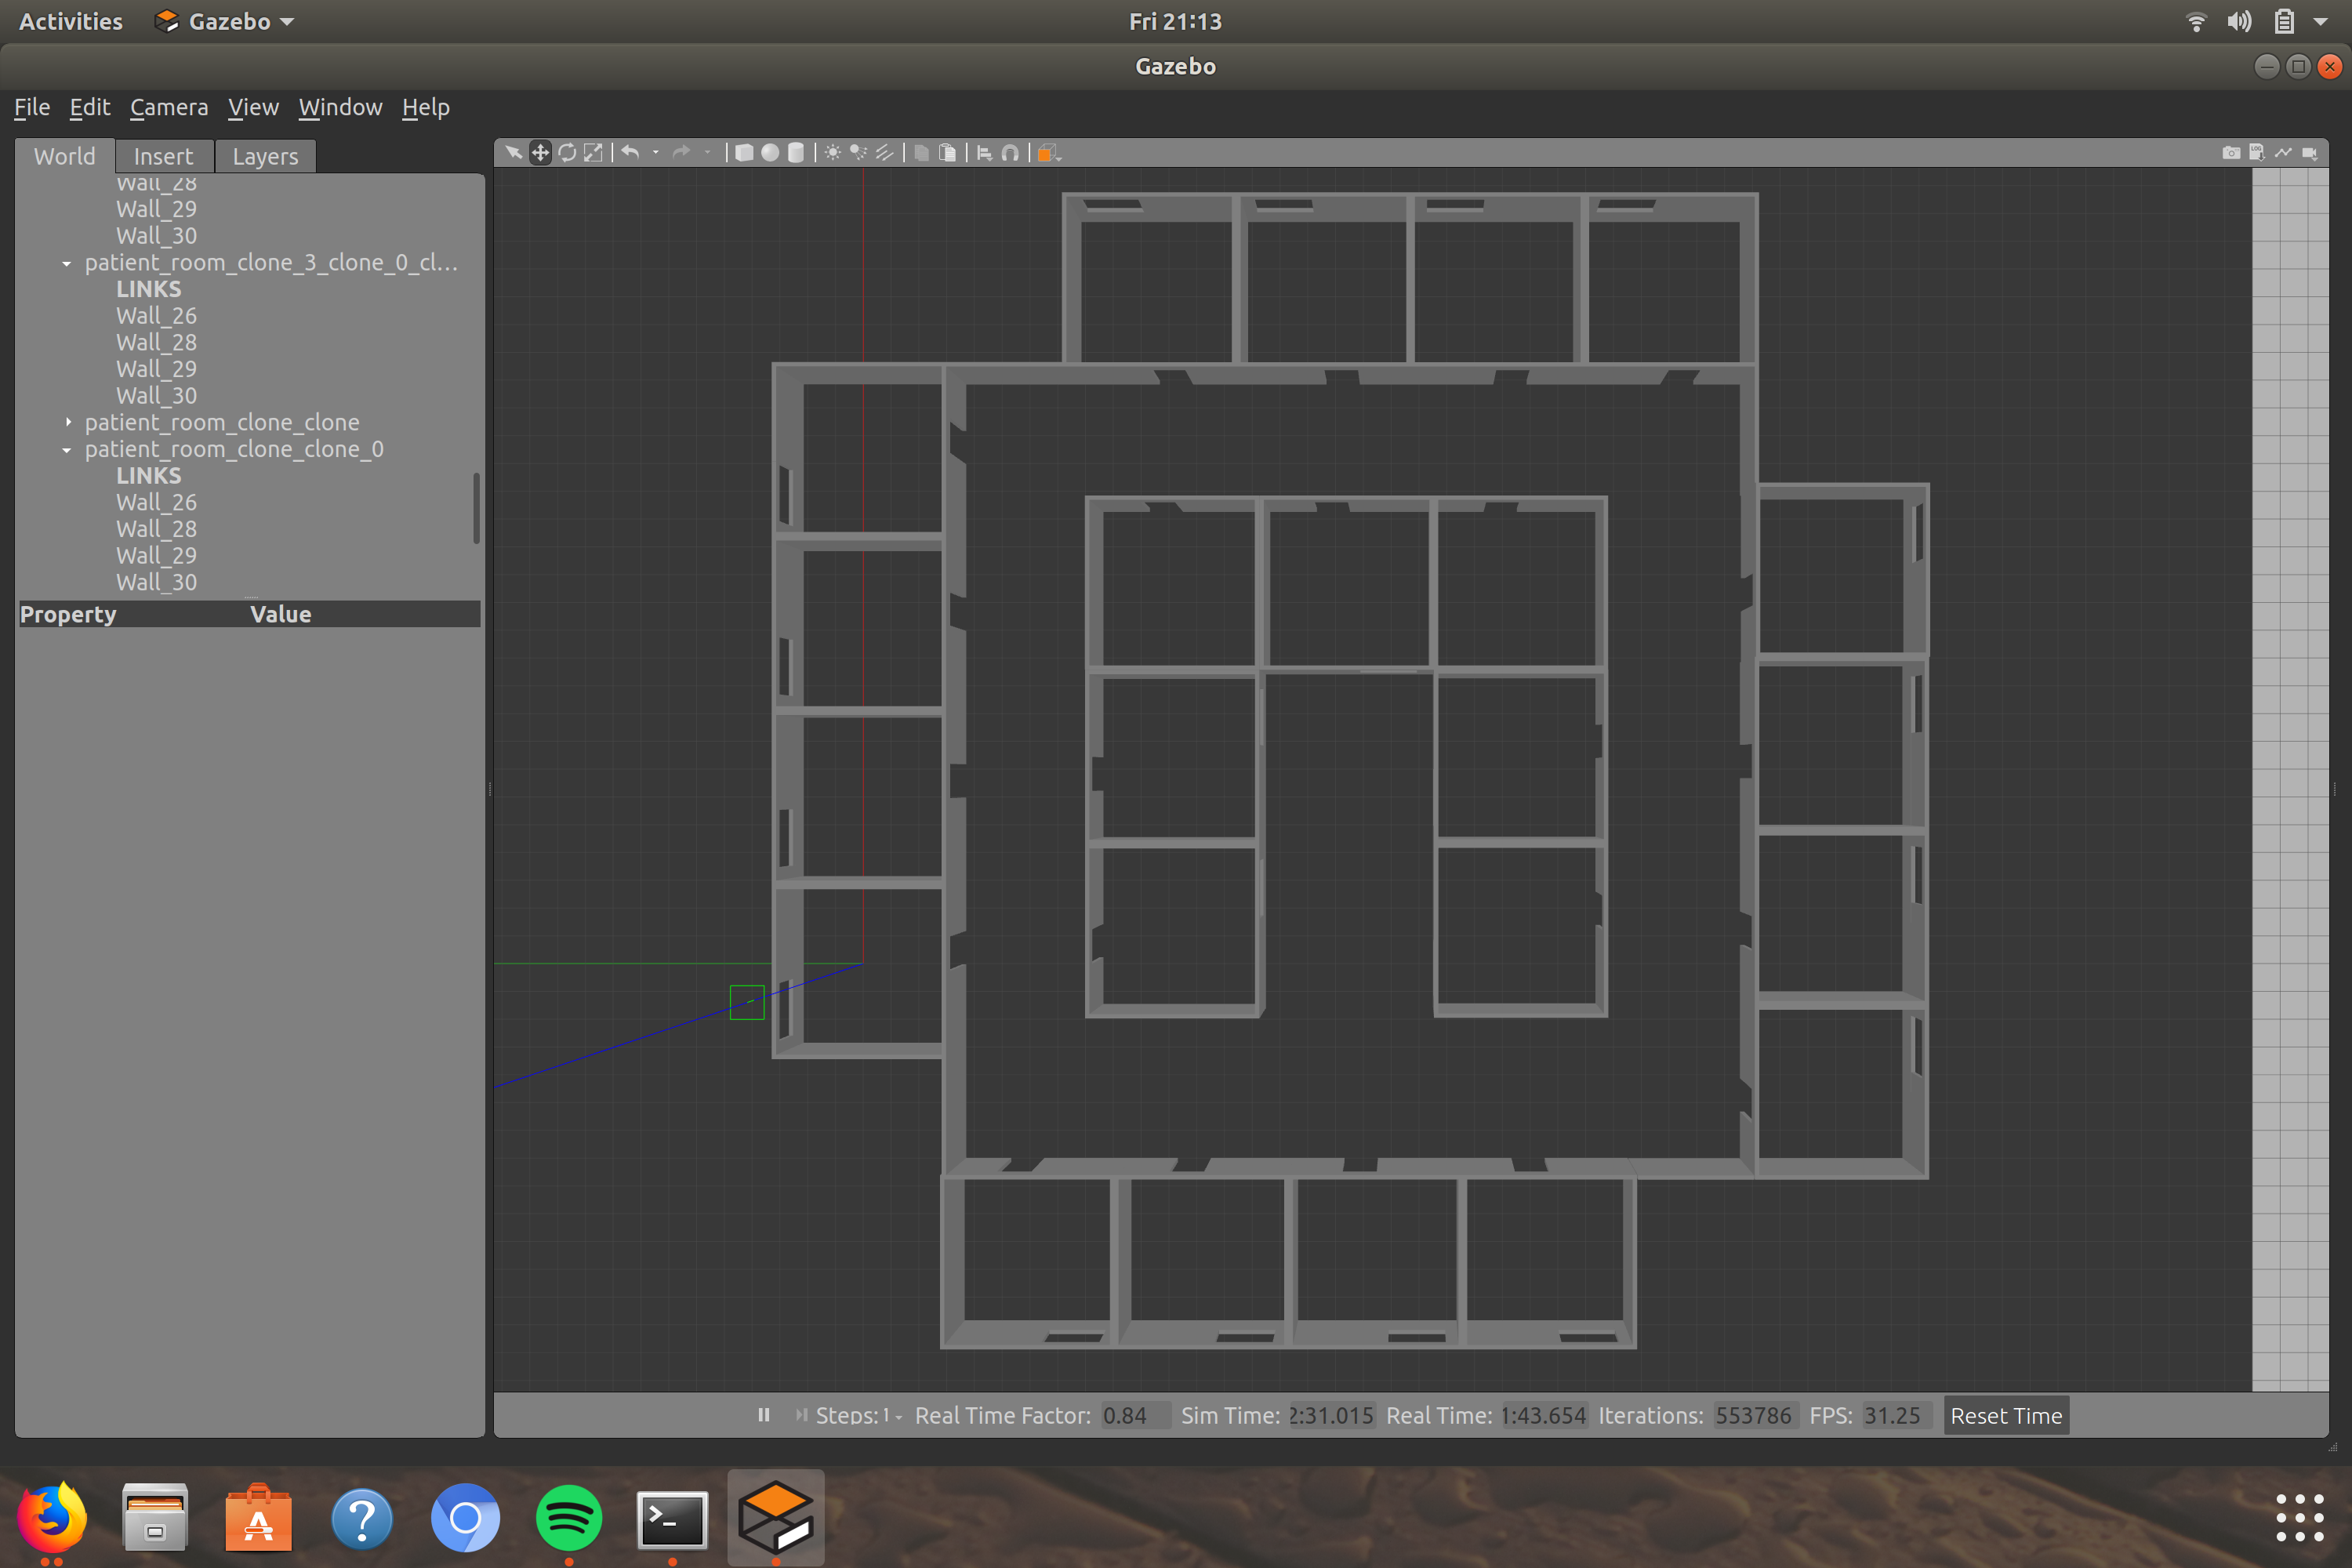 Activities Gazebo Fri 21:13
Gazebo
File Edit Camera View Window Help
World Insert Layers
Wall_28
Wall_29
Wall_30
patient_room_clone_3_clone_0_cl...
LINKS
Wall_26
Wall_28
Wall_29
Wall_30
patient_room_clone_clone
patient_room_clone_clone_0
LINKS
Wall_26
Wall_28
Wall_29
Wall_30
Property Value
Steps: 1 Real Time Factor: 0.84 Sim Time: 2:31.015 Real Time: 1:43.654 Iterations: 553786 FPS: 31.25 Reset Time